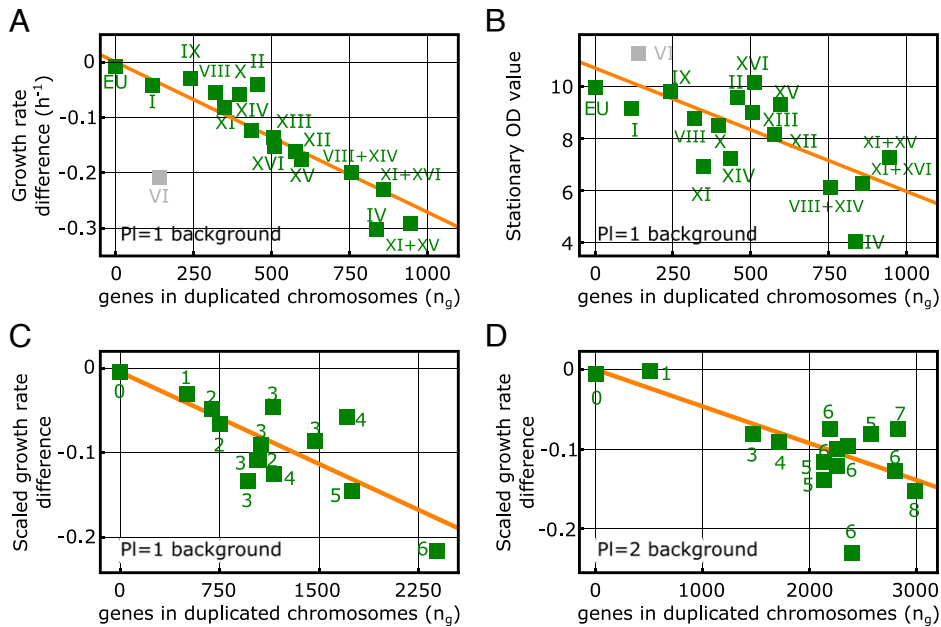 A
Growth rate
difference (h⁻¹)
0
-0.1
-0.2
-0.3
EU
I
IX
VIII
X
II
XI
XIV
XIII
XVI
XII
XV
VIII+XIV
XI+XVI
IV
XI+XV
VI
PI=1 background
0
250
500
750
1000
genes in duplicated chromosomes (n_g)
B
Stationary OD value
10
8
6
4
VI
EU
I
IX
XVI
II
XV
VIII
X
XIII
XII
XI
XIV
XI+XV
XI+XVI
VIII+XIV
IV
PI=1 background
0
250
500
750
1000
genes in duplicated chromosomes (n_g)
C
Scaled growth rate
difference
0
-0.1
-0.2
0
1
2
2
3
3
3
4
3
2
3
4
5
6
PI=1 background
0
750
1500
2250
genes in duplicated chromosomes (n_g)
D
Scaled growth rate
difference
0
-0.1
-0.2
0
1
3
4
6
5
7
6
5
6
5
6
8
6
PI=2 background
0
1000
2000
3000
genes in duplicated chromosomes (n_g)